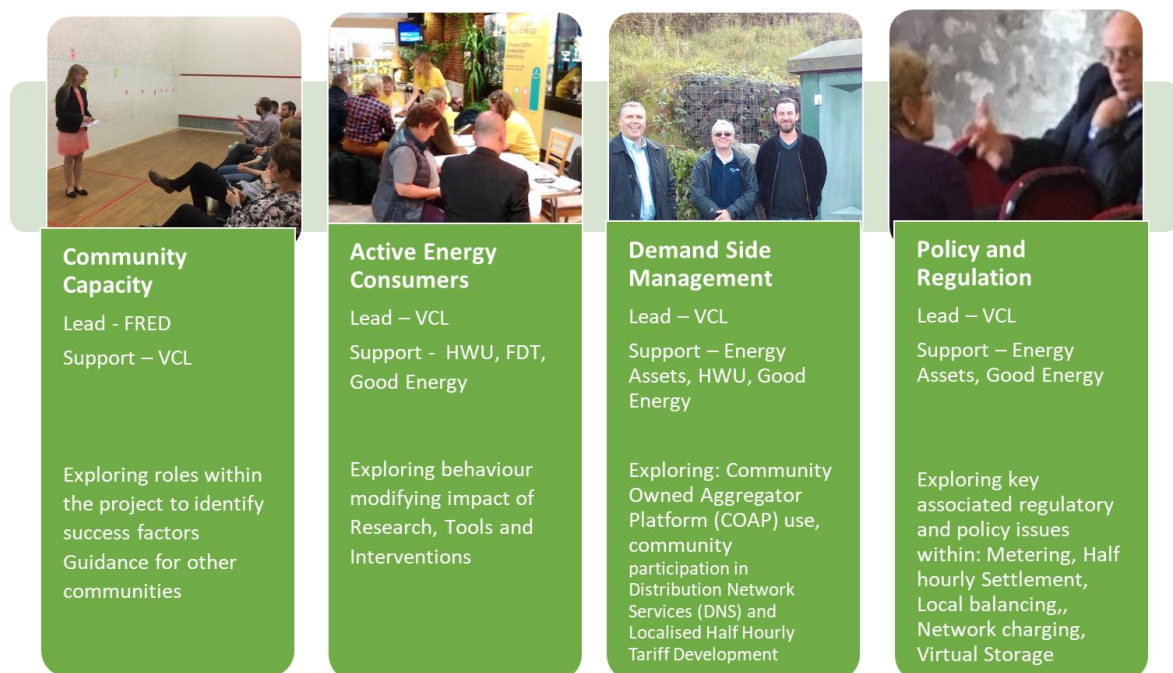 Community
Capacity
Lead - FRED
Support – VCL
Exploring roles within
the project to identify
success factors
Guidance for other
communities
Active Energy
Consumers
Lead – VCL
Support -  HWU, FDT,
Good Energy
Exploring behaviour
modifying impact of
Research, Tools and
Interventions
Demand Side
Management
Lead – VCL
Support – Energy
Assets, HWU, Good
Energy
Exploring: Community
Owned Aggregator
Platform (COAP) use,
community
participation in
Distribution Network
Services (DNS) and
Localised Half Hourly
Tariff Development
Policy and
Regulation
Lead – VCL
Support – Energy
Assets, Good Energy
Exploring key
associated regulatory
and policy issues
within: Metering, Half
hourly Settlement,
Local balancing,,
Network charging,
Virtual Storage